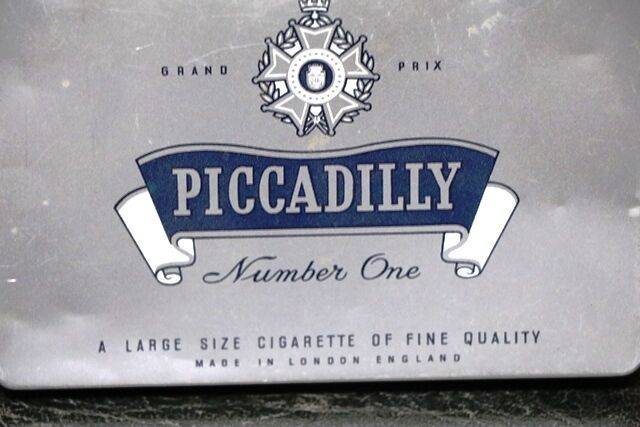 GRAND PRIX
PICCADILLY
Number One
A LARGE SIZE CIGARETTE OF FINE QUALITY
MADE IN LONDON ENGLAND